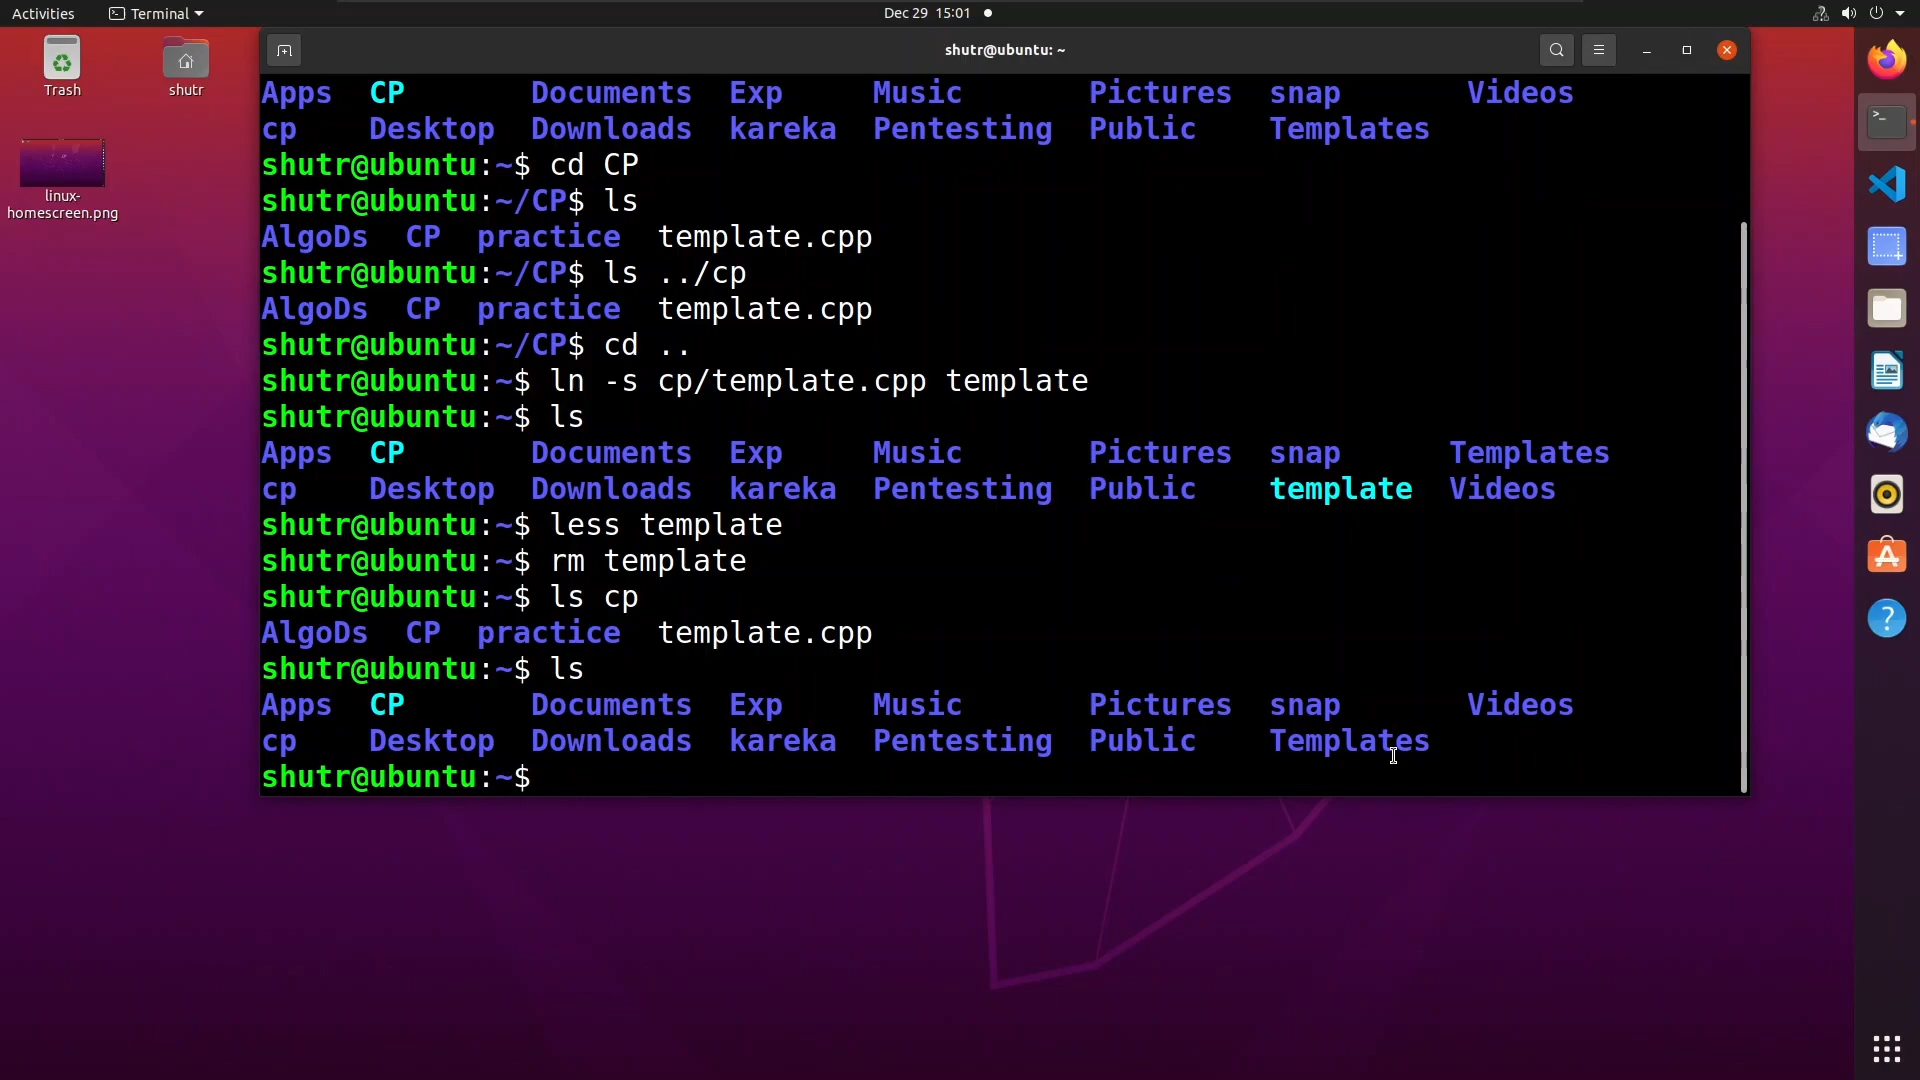 Activities Terminal Dec 29 15:01
Trash shutr
linux-
homescreen.png
shutr@ubuntu: ~
Apps CP Documents Exp Music Pictures snap Videos
cp Desktop Downloads kareka Pentesting Public Templates
shutr@ubuntu:~$ cd CP
shutr@ubuntu:~/CP$ ls
AlgoDs CP practice template.cpp
shutr@ubuntu:~/CP$ ls ../cp
AlgoDs CP practice template.cpp
shutr@ubuntu:~/CP$ cd ..
shutr@ubuntu:~$ ln -s cp/template.cpp template
shutr@ubuntu:~$ ls
Apps CP Documents Exp Music Pictures snap Templates
cp Desktop Downloads kareka Pentesting Public template Videos
shutr@ubuntu:~$ less template
shutr@ubuntu:~$ rm template
shutr@ubuntu:~$ ls cp
AlgoDs CP practice template.cpp
shutr@ubuntu:~$ ls
Apps CP Documents Exp Music Pictures snap Videos
cp Desktop Downloads kareka Pentesting Public Templates
shutr@ubuntu:~$